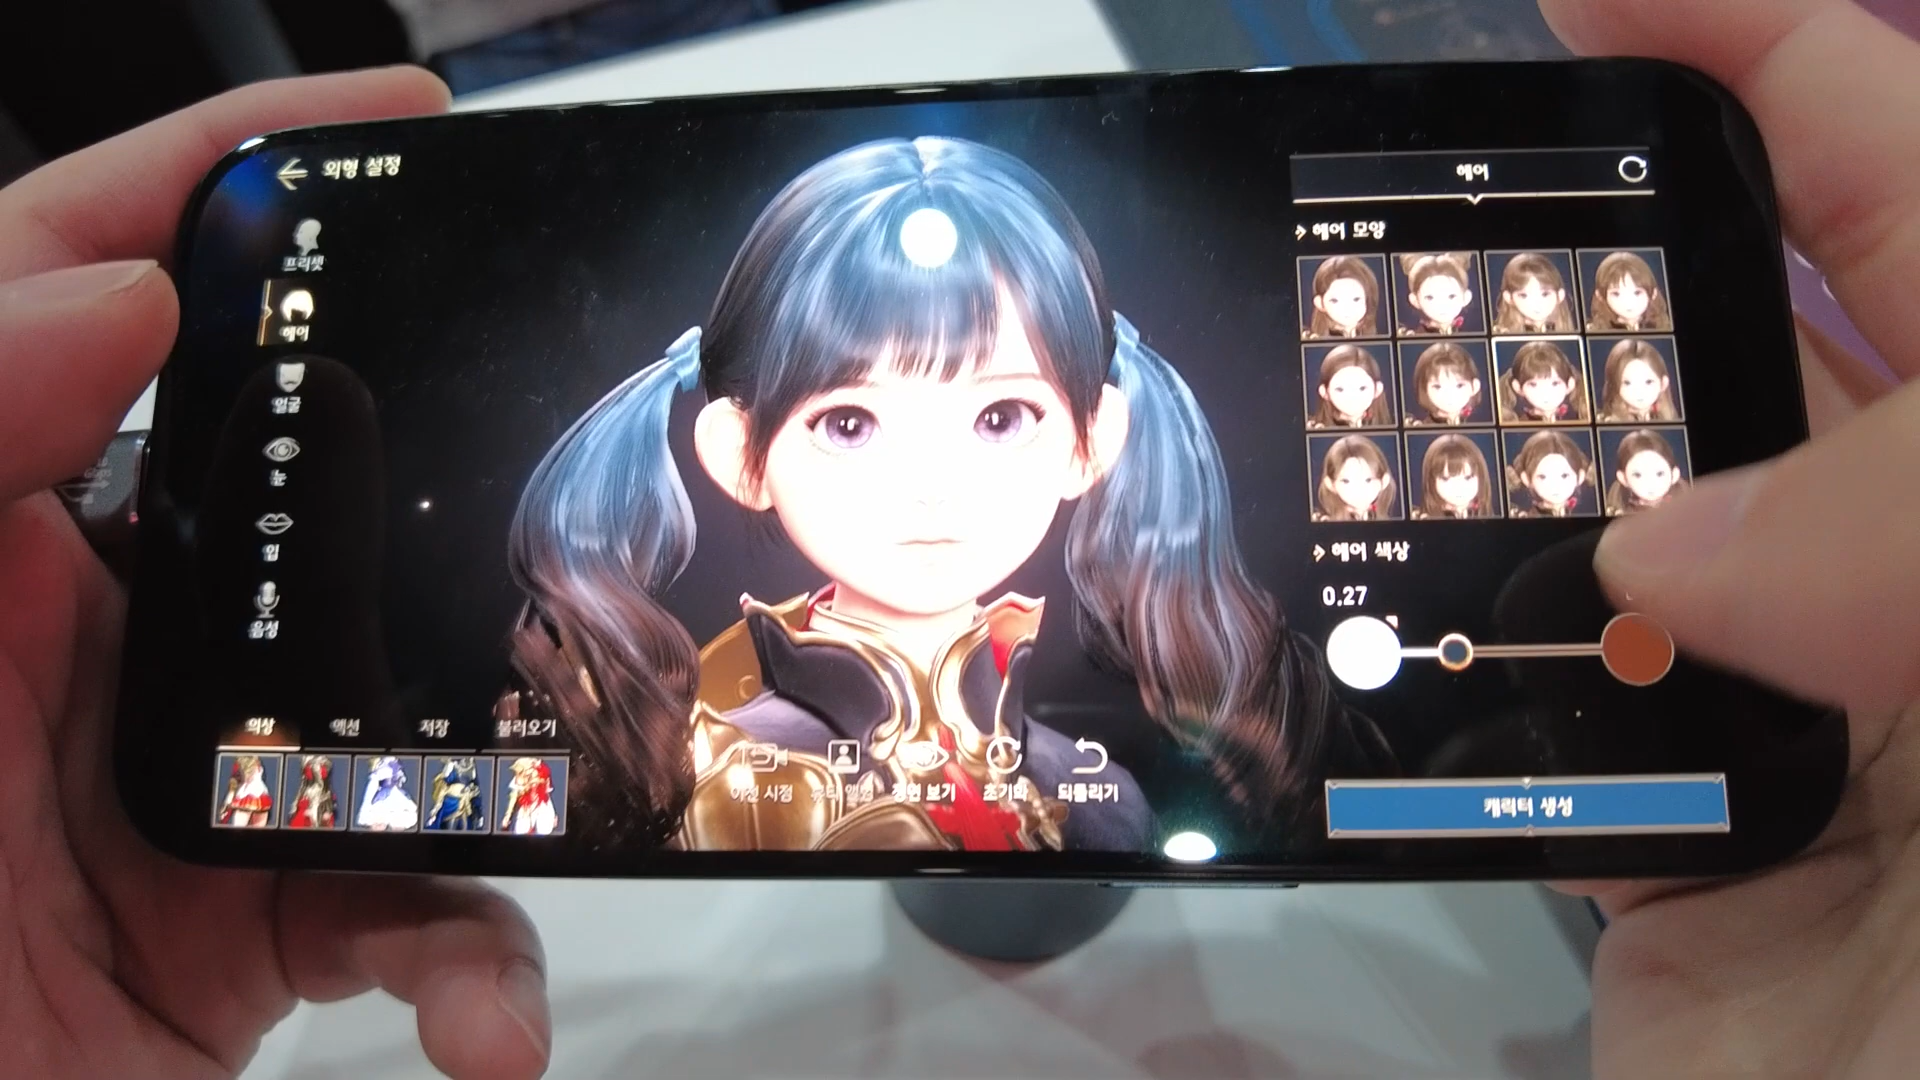 외형 설정
프리셋
헤어
얼굴
눈
입
음성
의상
액션
저장
불러오기
이전 시점
뷰티 앨범
정면 보기
초기화
되돌리기
헤어
헤어 모양
헤어 색상
0.27
캐릭터 생성